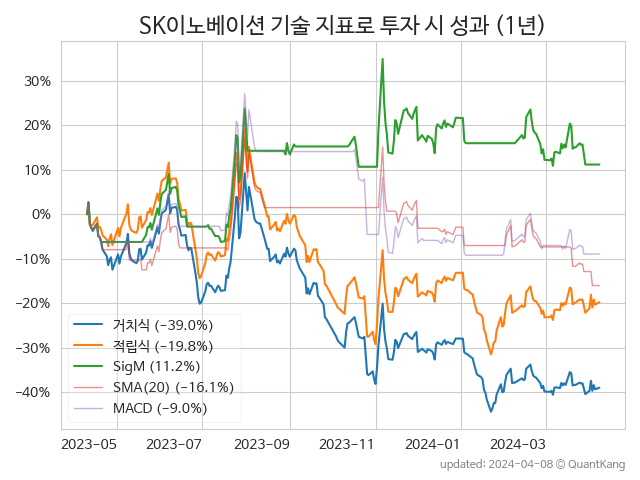 SK이노베이션 기술 지표로 투자 시 성과 (1년)
30%
20%
10%
0%
−10%
−20%
−30%
−40%
거치식 (−39.0%)
적립식 (−19.8%)
SigM (11.2%)
SMA(20) (−16.1%)
MACD (−9.0%)
2023-05 2023-07 2023-09 2023-11 2024-01 2024-03
updated: 2024-04-08 © QuantKang